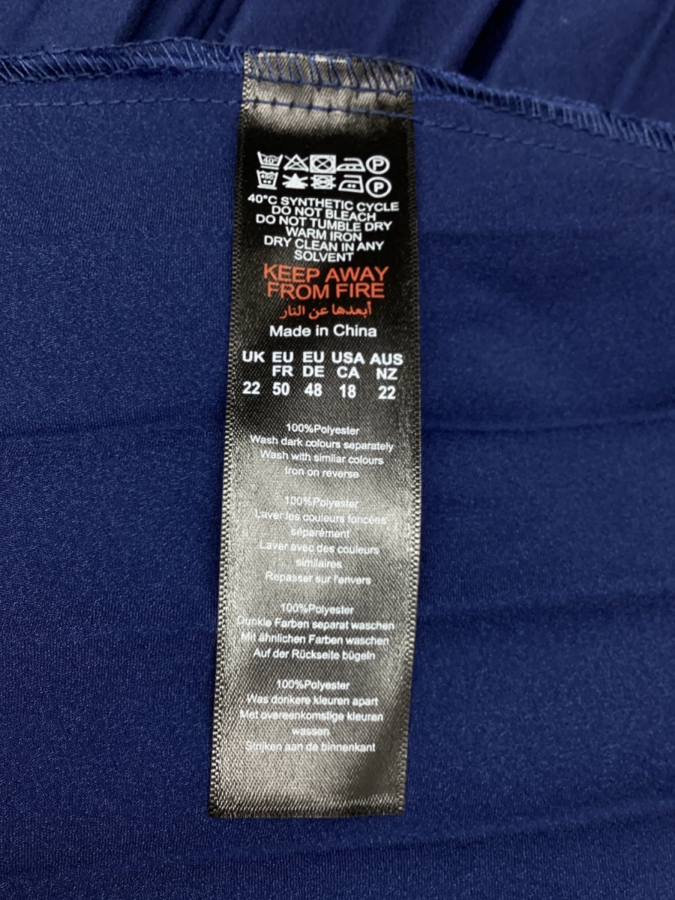 40°C SYNTHETIC CYCLE
DO NOT BLEACH
DO NOT TUMBLE DRY
WARM IRON
DRY CLEAN IN ANY
SOLVENT
KEEP AWAY
FROM FIRE
أبعدها عن النار
Made in China
UK EU EU USA AUS
FR DE CA NZ
22 50 48 18 22
100%Polyester
Wash dark colours separately
Wash with similar colours
Iron on reverse
100%Polyester
Laver les couleurs foncées
séparément
Laver avec des couleurs
similaires
Repasser sur l'envers
100%Polyester
Dunkle Farben separat waschen
Mit ähnlichen Farben waschen
Auf der Rückseite bügeln
100%Polyester
Was donkere kleuren apart
Met overeenkomstige kleuren
wassen
Strijken aan de binnenkant